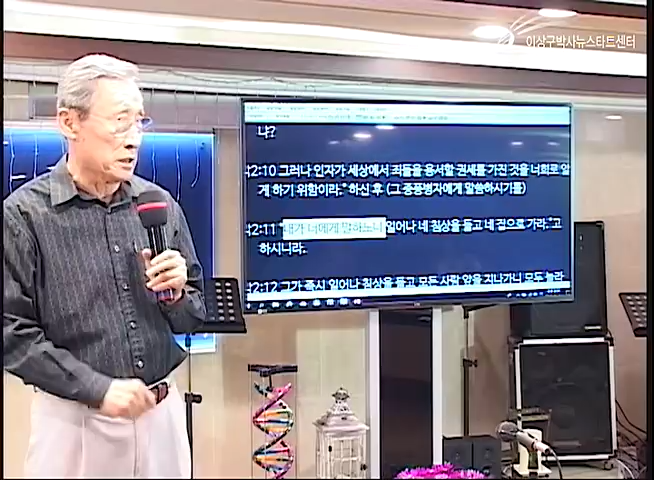 이상구박사뉴스타트센터
냐?
2:10 그러나 인자가 세상에서 죄들을 용서할 권세를 가진 것을 너희로 알
게 하기 위함이라." 하신 후 (그 중풍병자에게 말씀하시기를)
2:11 "내가 너에게 말하노니 일어나 네 침상을 들고 네 집으로 가라."고
하시니라.
2:12 그가 즉시 일어나 침상을 들고 모든 사람 앞을 지나가니 모두 놀라